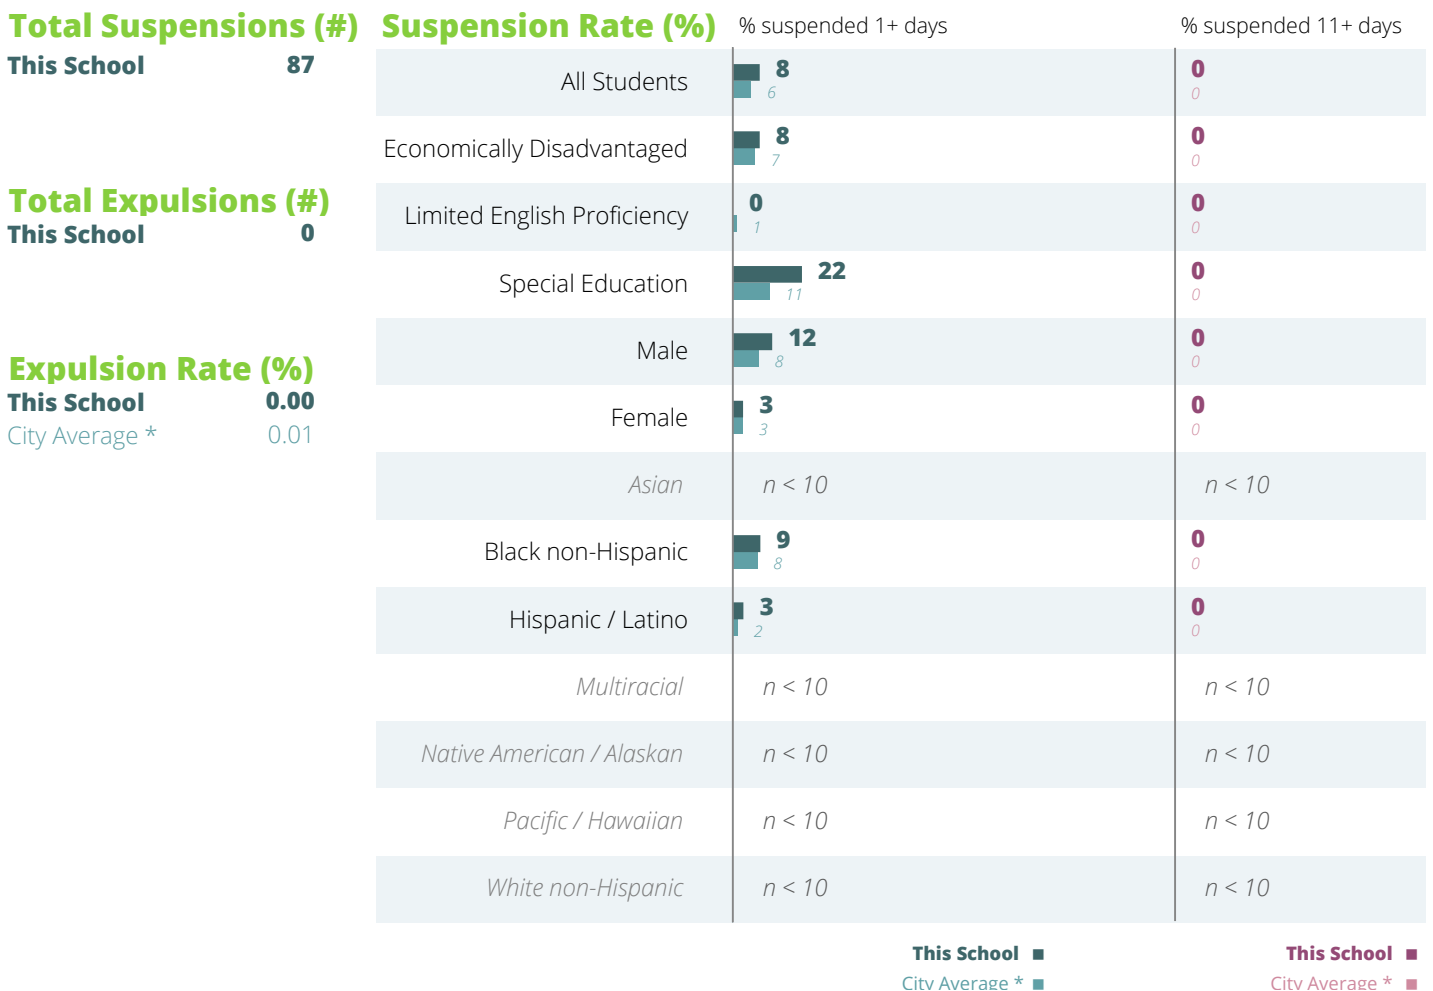 Total Suspensions (#)
This School 87
Total Expulsions (#)
This School 0
Expulsion Rate (%)
This School 0.00
City Average * 0.01
Suspension Rate (%) % suspended 1+ days % suspended 11+ days
All Students 8 0
6 0
Economically Disadvantaged 8 0
7 0
Limited English Proficiency 0 0
1 0
Special Education 22 0
11 0
Male 12 0
8 0
Female 3 0
3 0
Asian n < 10 n < 10
Black non-Hispanic 9 0
8 0
Hispanic / Latino 3 0
2 0
Multiracial n < 10 n < 10
Native American / Alaskan n < 10 n < 10
Pacific / Hawaiian n < 10 n < 10
White non-Hispanic n < 10 n < 10
This School This School
City Average * City Average *